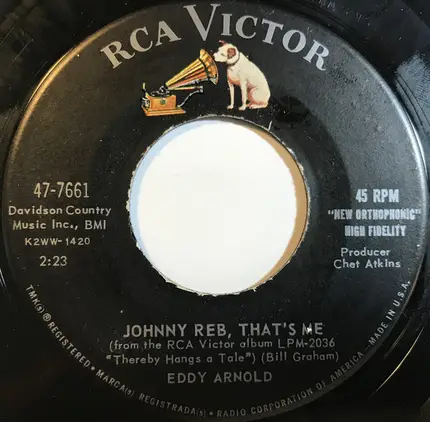 RCA VICTOR
47-7661
Davidson Country
Music Inc., BMI
K2WW-1420
2:23
45 RPM
"NEW ORTHOPHONIC"
HIGH FIDELITY
Producer
Chet Atkins
JOHNNY REB, THAT'S ME
(from the RCA Victor album LPM-2036
"Thereby Hangs a Tale") (Bill Graham)
EDDY ARNOLD
TMK(s) ® REGISTERED • MARCA(s) REGISTRADA(s) • RADIO CORPORATION OF AMERICA. MADE IN U.S.A.